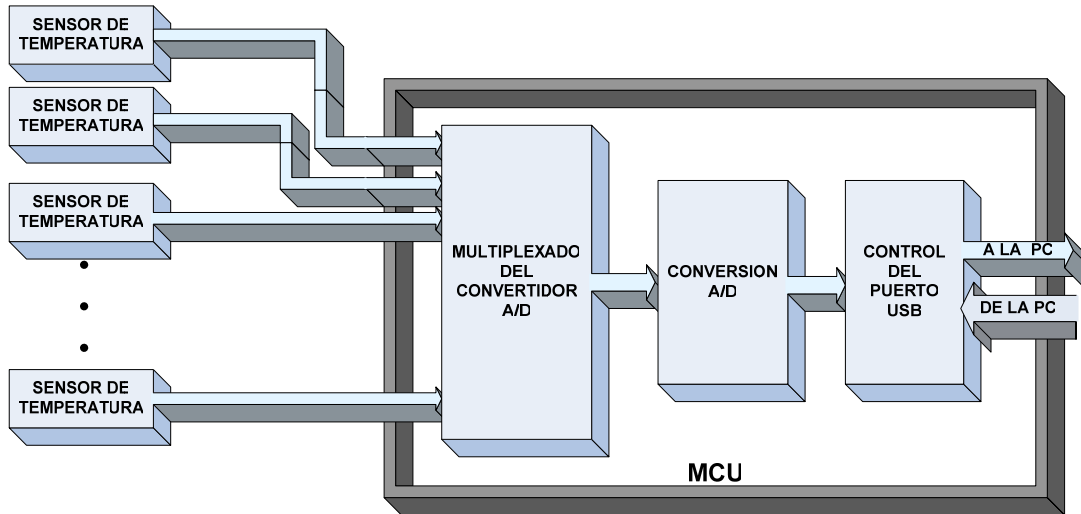 SENSOR DE
TEMPERATURA
SENSOR DE
TEMPERATURA
SENSOR DE
TEMPERATURA
SENSOR DE
TEMPERATURA
MULTIPLEXADO
DEL
CONVERTIDOR
A/D
CONVERSION
A/D
CONTROL
DEL
PUERTO
USB
A LA PC
DE LA PC
MCU